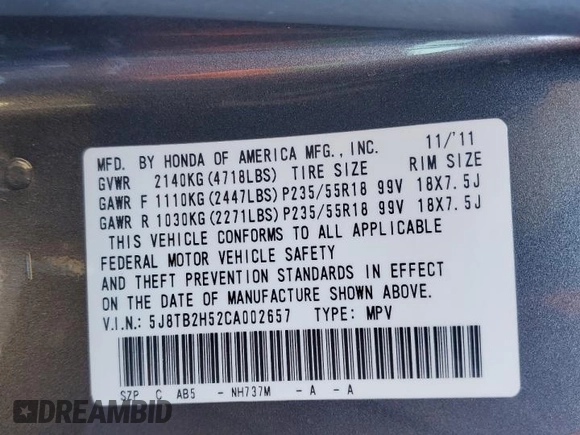 MFD. BY HONDA OF AMERICA MFG., INC. 11/'11
GVWR 2140KG(4718LBS) TIRE SIZE RIM SIZE
GAWR F 1110KG(2447LBS)P235/55R18 99V 18X7.5J
GAWR R 1030KG(2271LBS)P235/55R18 99V 18X7.5J
THIS VEHICLE CONFORMS TO ALL APPLICABLE
FEDERAL MOTOR VEHICLE SAFETY
AND THEFT PREVENTION STANDARDS IN EFFECT
ON THE DATE OF MANUFACTURE SHOWN ABOVE.
V.I.N.: 5J8TB2H52CA002657 TYPE: MPV
SZP C AB5 - NH737M - A - A
DREAMBID